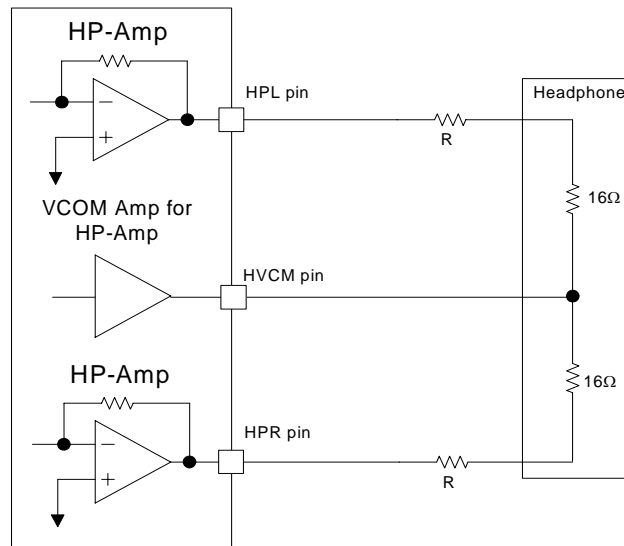 HP-Amp
−
+
HPL pin
R
Headphone
16Ω
VCOM Amp for
HP-Amp
HVCM pin
HP-Amp
−
+
HPR pin
R
16Ω